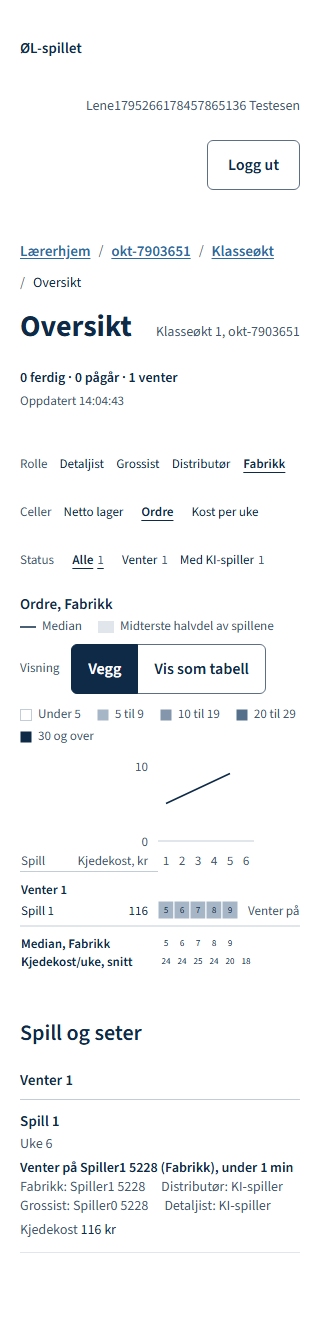 ØL-spillet
Lene1795266178457865136 Testesen
Logg ut
Lærerhjem / okt-7903651 / Klasseøkt
/ Oversikt
Oversikt Klasseøkt 1, okt-7903651
0 ferdig · 0 pågår · 1 venter
Oppdatert 14:04:43
Rolle Detaljist Grossist Distributør Fabrikk
Celler Netto lager Ordre Kost per uke
Status Alle 1 Venter 1 Med KI-spiller 1
Ordre, Fabrikk
Median Midterste halvdel av spillene
Visning Vegg Vis som tabell
Under 5 5 til 9 10 til 19 20 til 29
30 og over
10
0
Spill Kjedekost, kr 1 2 3 4 5 6
Venter 1
Spill 1 116 5 6 7 8 9 Venter på
Median, Fabrikk 5 6 7 8 9
Kjedekost/uke, snitt 24 24 25 24 20 18
Spill og seter
Venter 1
Spill 1
Uke 6
Venter på Spiller1 5228 (Fabrikk), under 1 min
Fabrikk: Spiller1 5228 Distributør: KI-spiller
Grossist: Spiller0 5228 Detaljist: KI-spiller
Kjedekost 116 kr